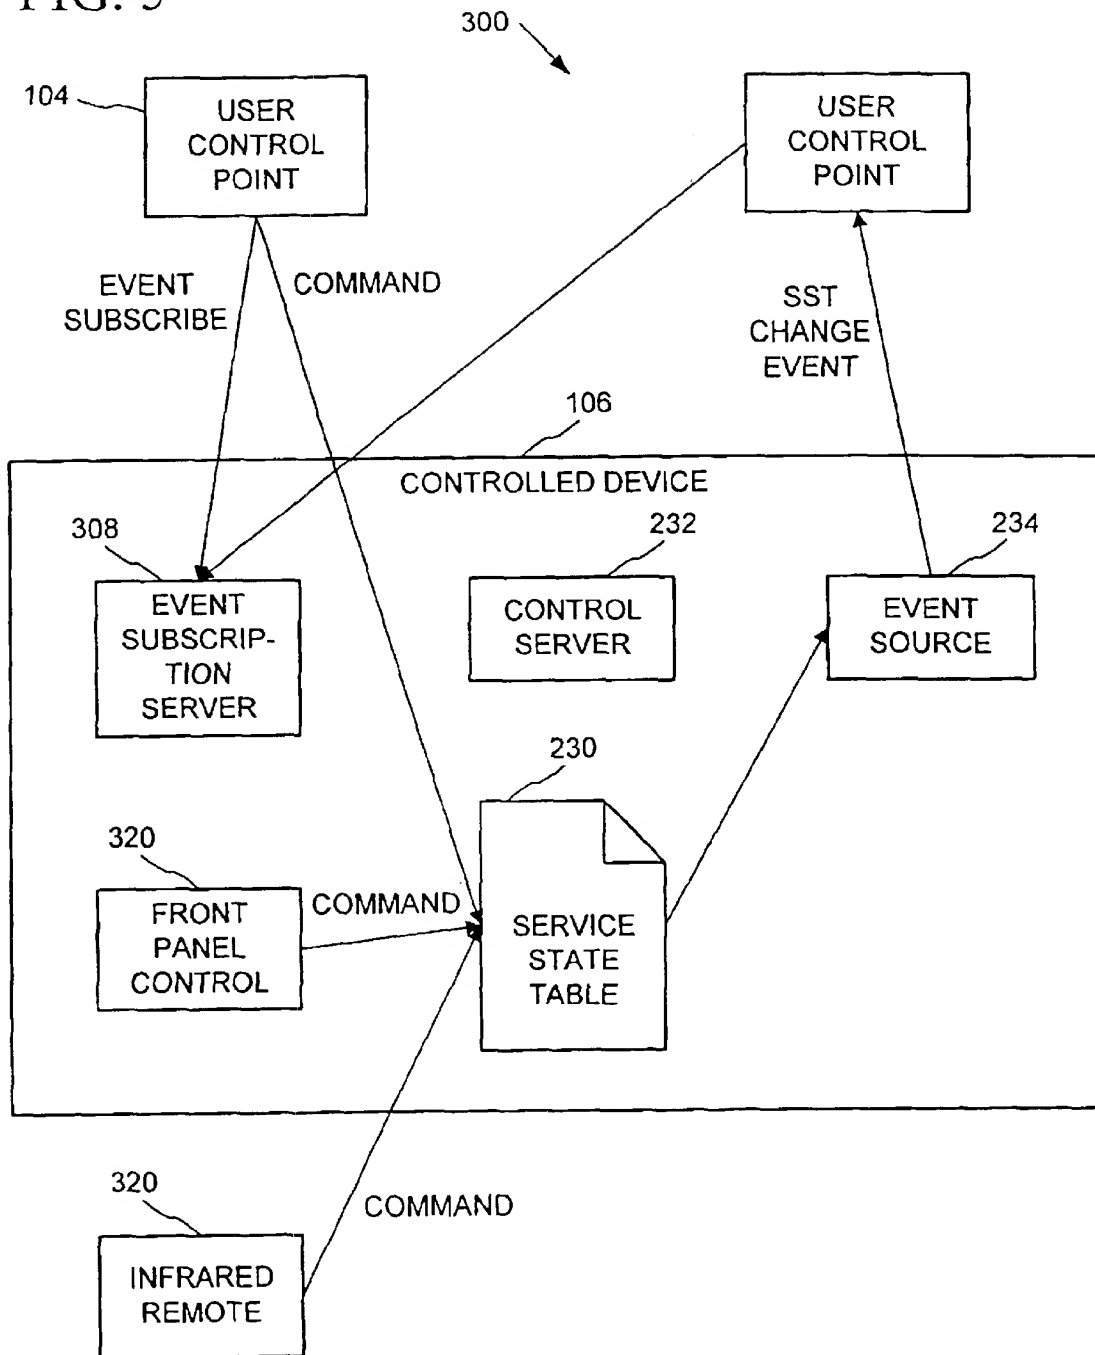 300
104
USER
CONTROL
POINT
USER
CONTROL
POINT
EVENT
SUBSCRIBE
COMMAND
SST
CHANGE
EVENT
106
CONTROLLED DEVICE
308
EVENT
SUBSCRIP-
TION
SERVER
232
CONTROL
SERVER
234
EVENT
SOURCE
230
SERVICE
STATE
TABLE
320
FRONT
PANEL
CONTROL
COMMAND
320
INFRARED
REMOTE
COMMAND